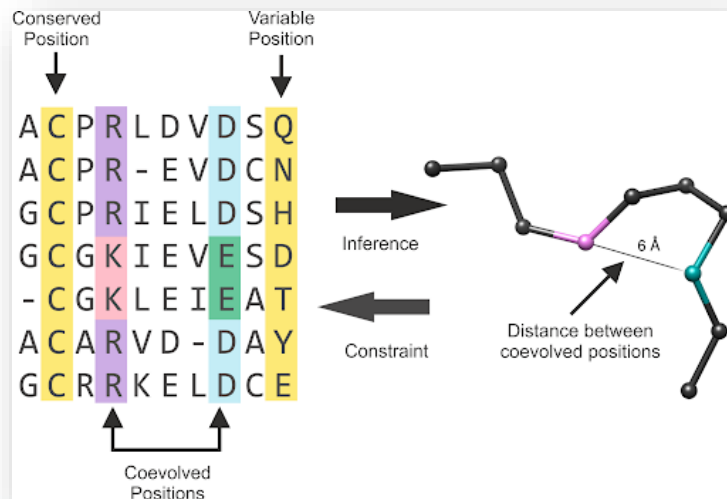 Conserved
Position
Variable
Position
ACPRLDVDSQ
ACPR-EVDCN
GCPRIELDSH
GCGKIEVESD
-CGKLEIEAT
ACARVD-DAY
GCRRKELDCE
Coevolved
Positions
Inference
Constraint
6 Å
Distance between
coevolved positions